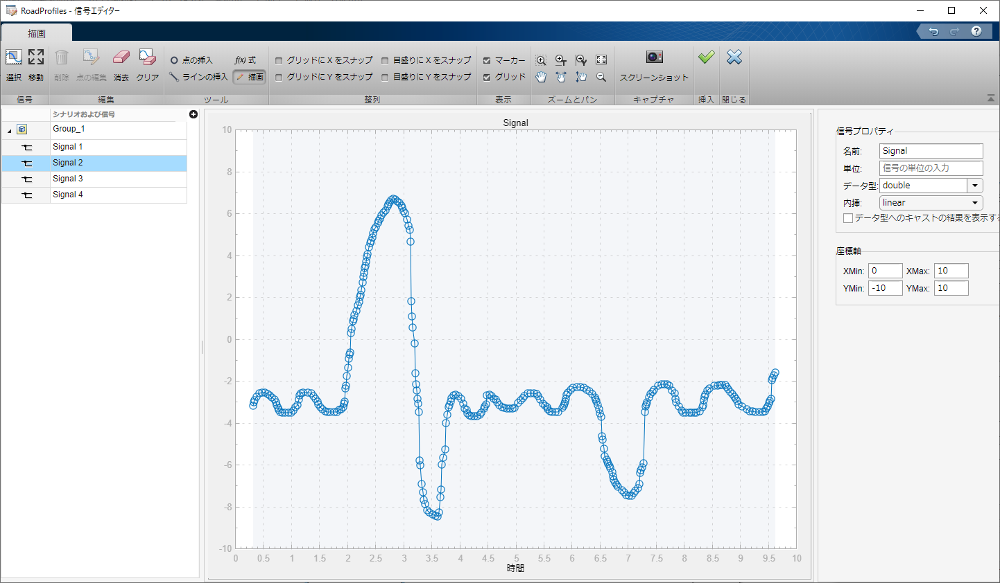 RoadProfiles - 信号エディター
描画
選択 移動 削除 点の編集 消去 クリア
点の挿入 f(x) 式
ラインの挿入 描画
グリッドに X をスナップ 目盛りに X をスナップ
グリッドに Y をスナップ 目盛りに Y をスナップ
マーカー
グリッド
スクリーンショット
信号 編集 ツール 整列 表示 ズームとパン キャプチャ 挿入 閉じる
シナリオおよび信号
Group_1
Signal 1
Signal 2
Signal 3
Signal 4
Signal
10
8
6
4
2
0
-2
-4
-6
-8
-10
0 0.5 1 1.5 2 2.5 3 3.5 4 4.5 5 5.5 6 6.5 7 7.5 8 8.5 9 9.5 10
時間
信号プロパティ
名前: Signal
単位: 信号の単位の入力
データ型: double
内挿: linear
データ型へのキャストの結果を表示す
座標軸
XMin: 0 XMax: 10
YMin: -10 YMax: 10